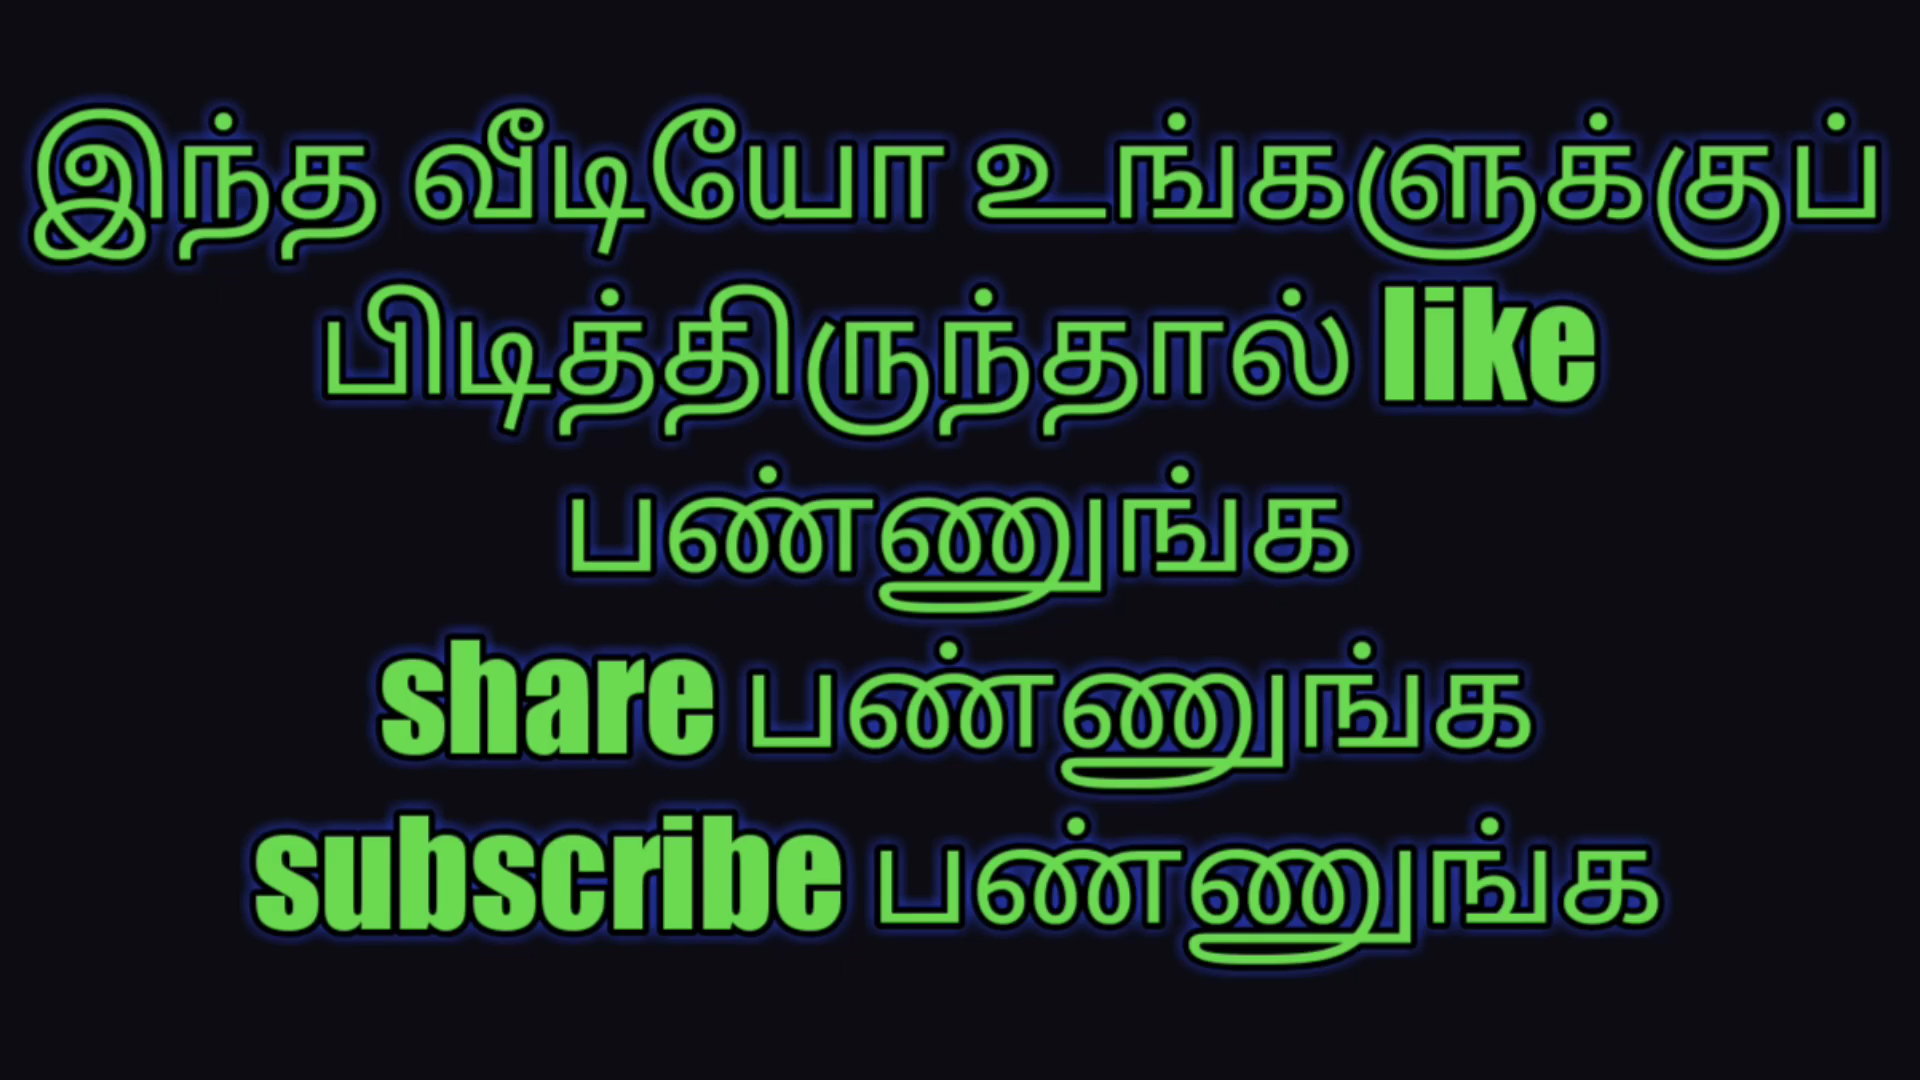 இந்த வீடியோ உங்களுக்குப்
பிடித்திருந்தால் like
பண்ணுங்க
share பண்ணுங்க
subscribe பண்ணுங்க